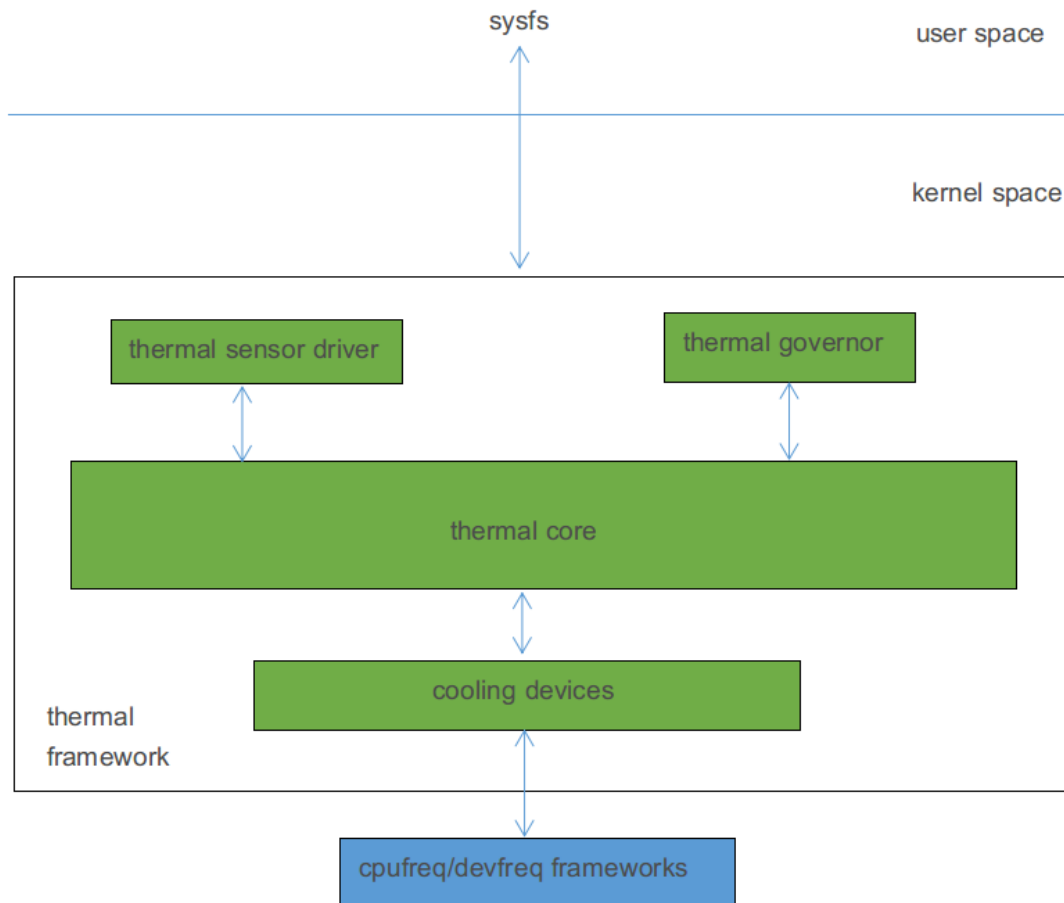 sysfs
user space
kernel space
thermal sensor driver
thermal governor
thermal core
cooling devices
thermal
framework
cpufreq/devfreq frameworks